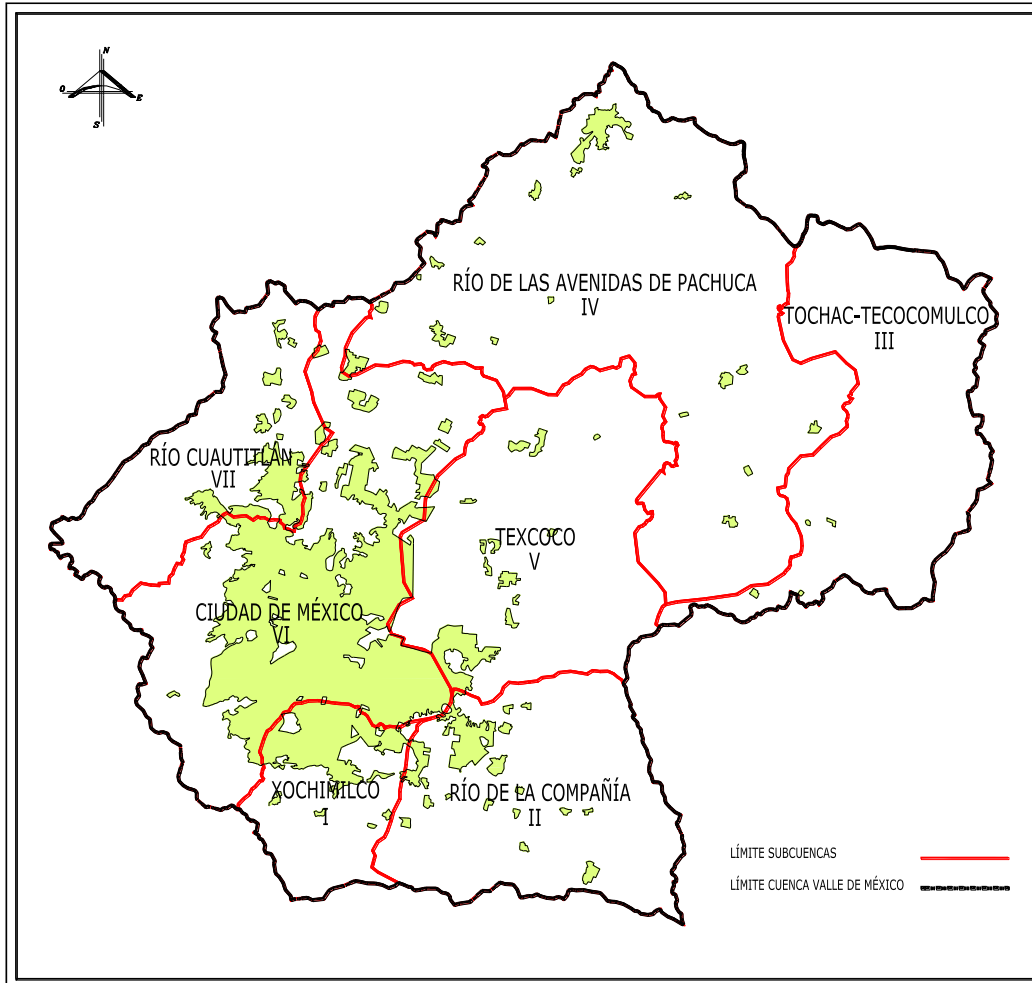 N
O
E
S
RÍO DE LAS AVENIDAS DE PACHUCA
IV
TOCHAC-TECOCOMULCO
III
RÍO CUAUTITLÁN
VII
TEXCOCO
V
CIUDAD DE MÉXICO
VI
XOCHIMILCO
I
RÍO DE LA COMPAÑÍA
II
LÍMITE SUBCUENCAS
LÍMITE CUENCA VALLE DE MÉXICO